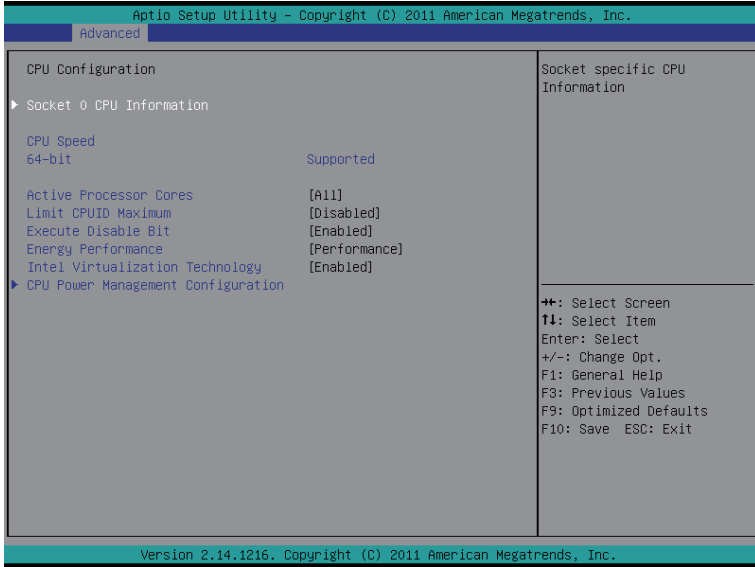 Aptio Setup Utility – Copyright (C) 2011 American Megatrends, Inc.
Advanced
CPU Configuration
Socket 0 CPU Information
CPU Speed
64-bit Supported
Active Processor Cores [All]
Limit CPUID Maximum [Disabled]
Execute Disable Bit [Enabled]
Energy Performance [Performance]
Intel Virtualization Technology [Enabled]
CPU Power Management Configuration
Socket specific CPU
Information
→←: Select Screen
↑↓: Select Item
Enter: Select
+/-: Change Opt.
F1: General Help
F3: Previous Values
F9: Optimized Defaults
F10: Save ESC: Exit
Version 2.14.1216. Copyright (C) 2011 American Megatrends, Inc.